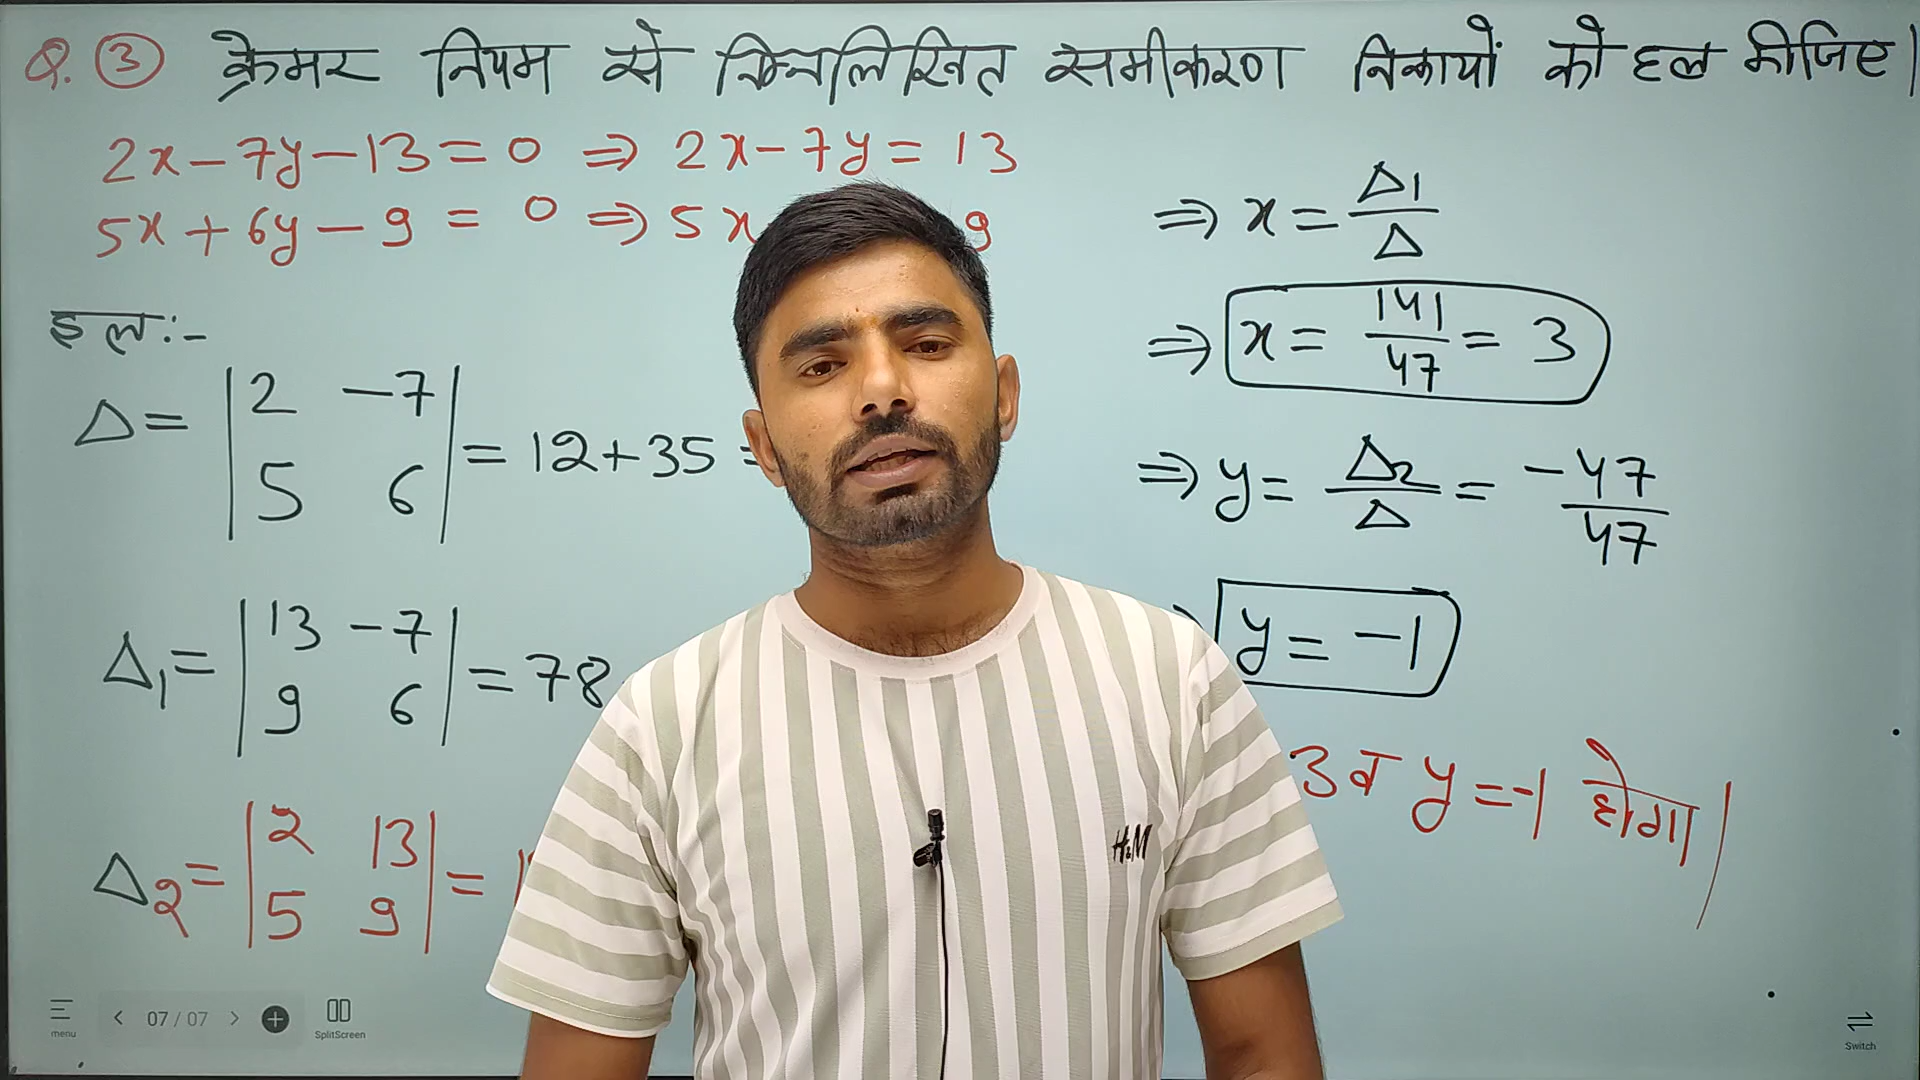 Q. ③ क्रेमर नियम से निम्नलिखित समीकरण निकायों को हल कीजिए।
2x - 7y - 13 = 0 ⇒ 2x - 7y = 13
5x + 6y - 9 = 0 ⇒ 5x 9
हल:-
Δ = | 2 -7 | = 12 + 35 =
| 5 6 |
Δ1 = | 13 -7 | = 78
| 9 6 |
Δ2 = | 2 13 | = 1
| 5 9 |
⇒ x = Δ1 / Δ
⇒ x = 141 / 47 = 3
⇒ y = Δ2 / Δ = -47 / 47
y = -1
3 व y = -1 होगा।
H&M
menu
07 / 07
SplitScreen
Switch